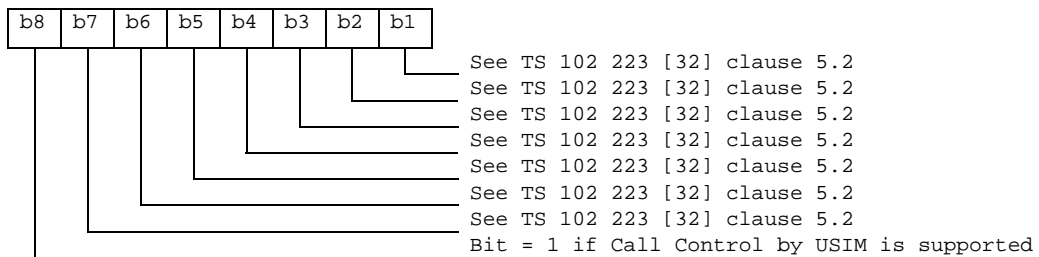 b8 b7 b6 b5 b4 b3 b2 b1
See TS 102 223 [32] clause 5.2
See TS 102 223 [32] clause 5.2
See TS 102 223 [32] clause 5.2
See TS 102 223 [32] clause 5.2
See TS 102 223 [32] clause 5.2
See TS 102 223 [32] clause 5.2
See TS 102 223 [32] clause 5.2
Bit = 1 if Call Control by USIM is supported